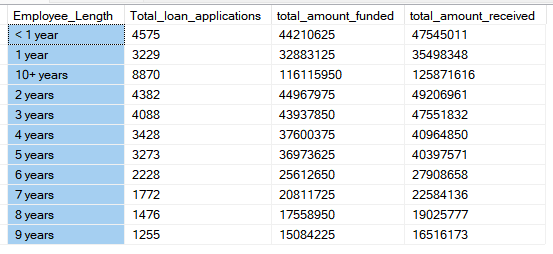 Employee_Length Total_loan_applications total_amount_funded total_amount_received
< 1 year 4575 44210625 47545011
1 year 3229 32883125 35498348
10+ years 8870 116115950 125871616
2 years 4382 44967975 49206961
3 years 4088 43937850 47551832
4 years 3428 37600375 40964850
5 years 3273 36973625 40397571
6 years 2228 25612650 27908658
7 years 1772 20811725 22584136
8 years 1476 17558950 19025777
9 years 1255 15084225 16516173